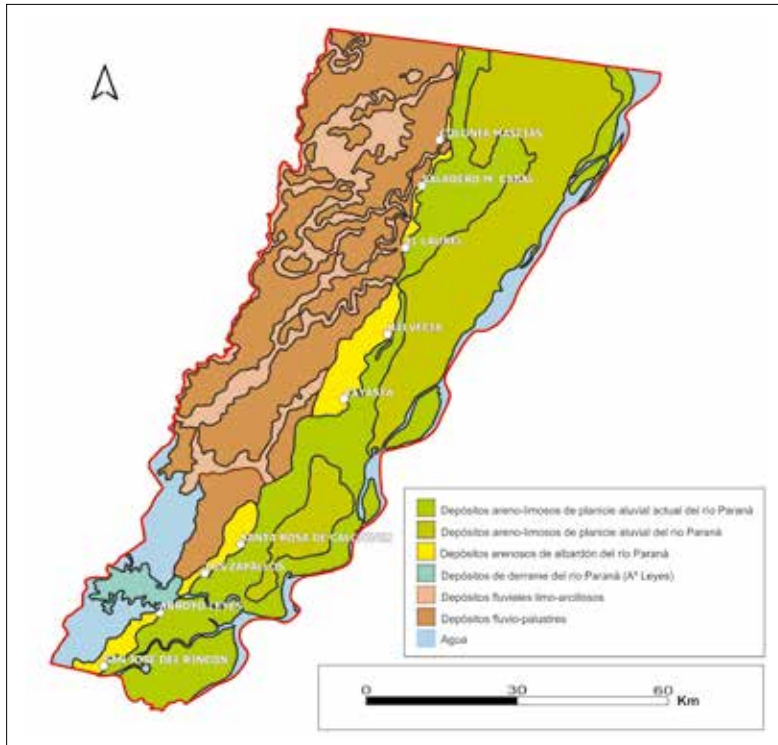 COLONIA MASCIAS
SALADERO M. CABAL
EL LAUREL
HELVECIA
CAYASTA
SANTA ROSA DE CALCHINES
LOS ZAPALLOS
ARROYO LEYES
SAN JOSE DEL RINCON
Depósitos areno-limosos de planicie aluvial actual del río Paraná
Depósitos areno-limosos de planicie aluvial del río Paraná
Depósitos arenosos de albardón del río Paraná
Depósitos de derrame del río Paraná (Aº Leyes)
Depósitos fluviales limo-arcillosos
Depósitos fluvio-palustres
Agua
0 30 60 Km